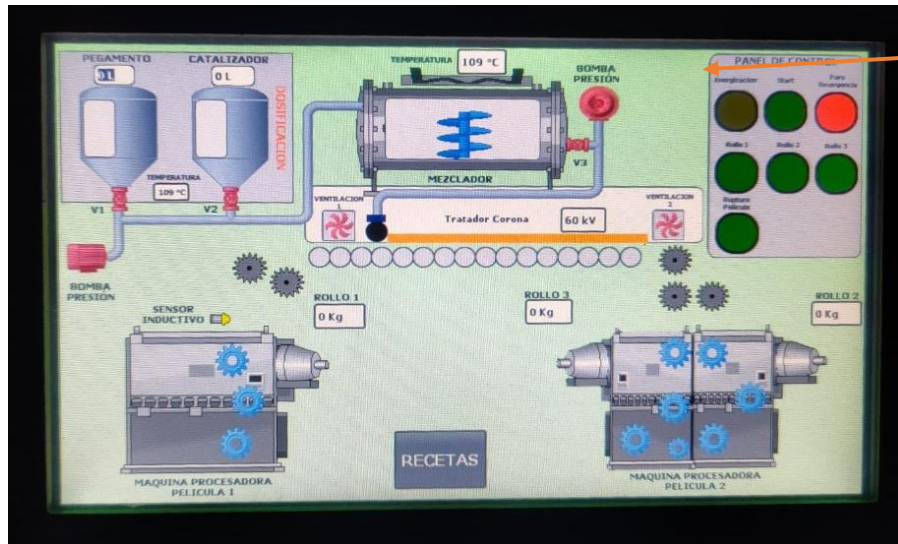 PEGAMENTO
0 L
CATALIZADOR
0 L
DOSIFICACION
TEMPERATURA
109 °C
V1
V2
BOMBA
PRESIÓN
TEMPERATURA 109 °C
BOMBA
PRESIÓN
V3
MEZCLADOR
VENTILACION
1
Tratador Corona 60 kV
VENTILACION
2
PANEL DE CONTROL
Energizacion
Start
Paro
Emergencia
Rollo 1
Rollo 2
Rollo 3
Ruptura
Pelicula
SENSOR
INDUCTIVO
ROLLO 1
0 Kg
ROLLO 3
0 Kg
ROLLO 2
0 Kg
MAQUINA PROCESADORA
PELICULA 1
RECETAS
MAQUINA PROCESADORA
PELICULA 2